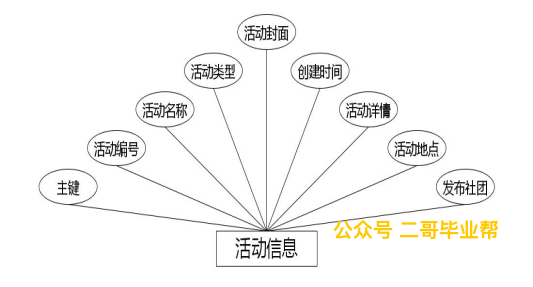 活动封面
活动类型
创建时间
活动名称
活动详情
活动编号
活动地点
主键
发布社团
公众号 二哥毕业帮
活动信息